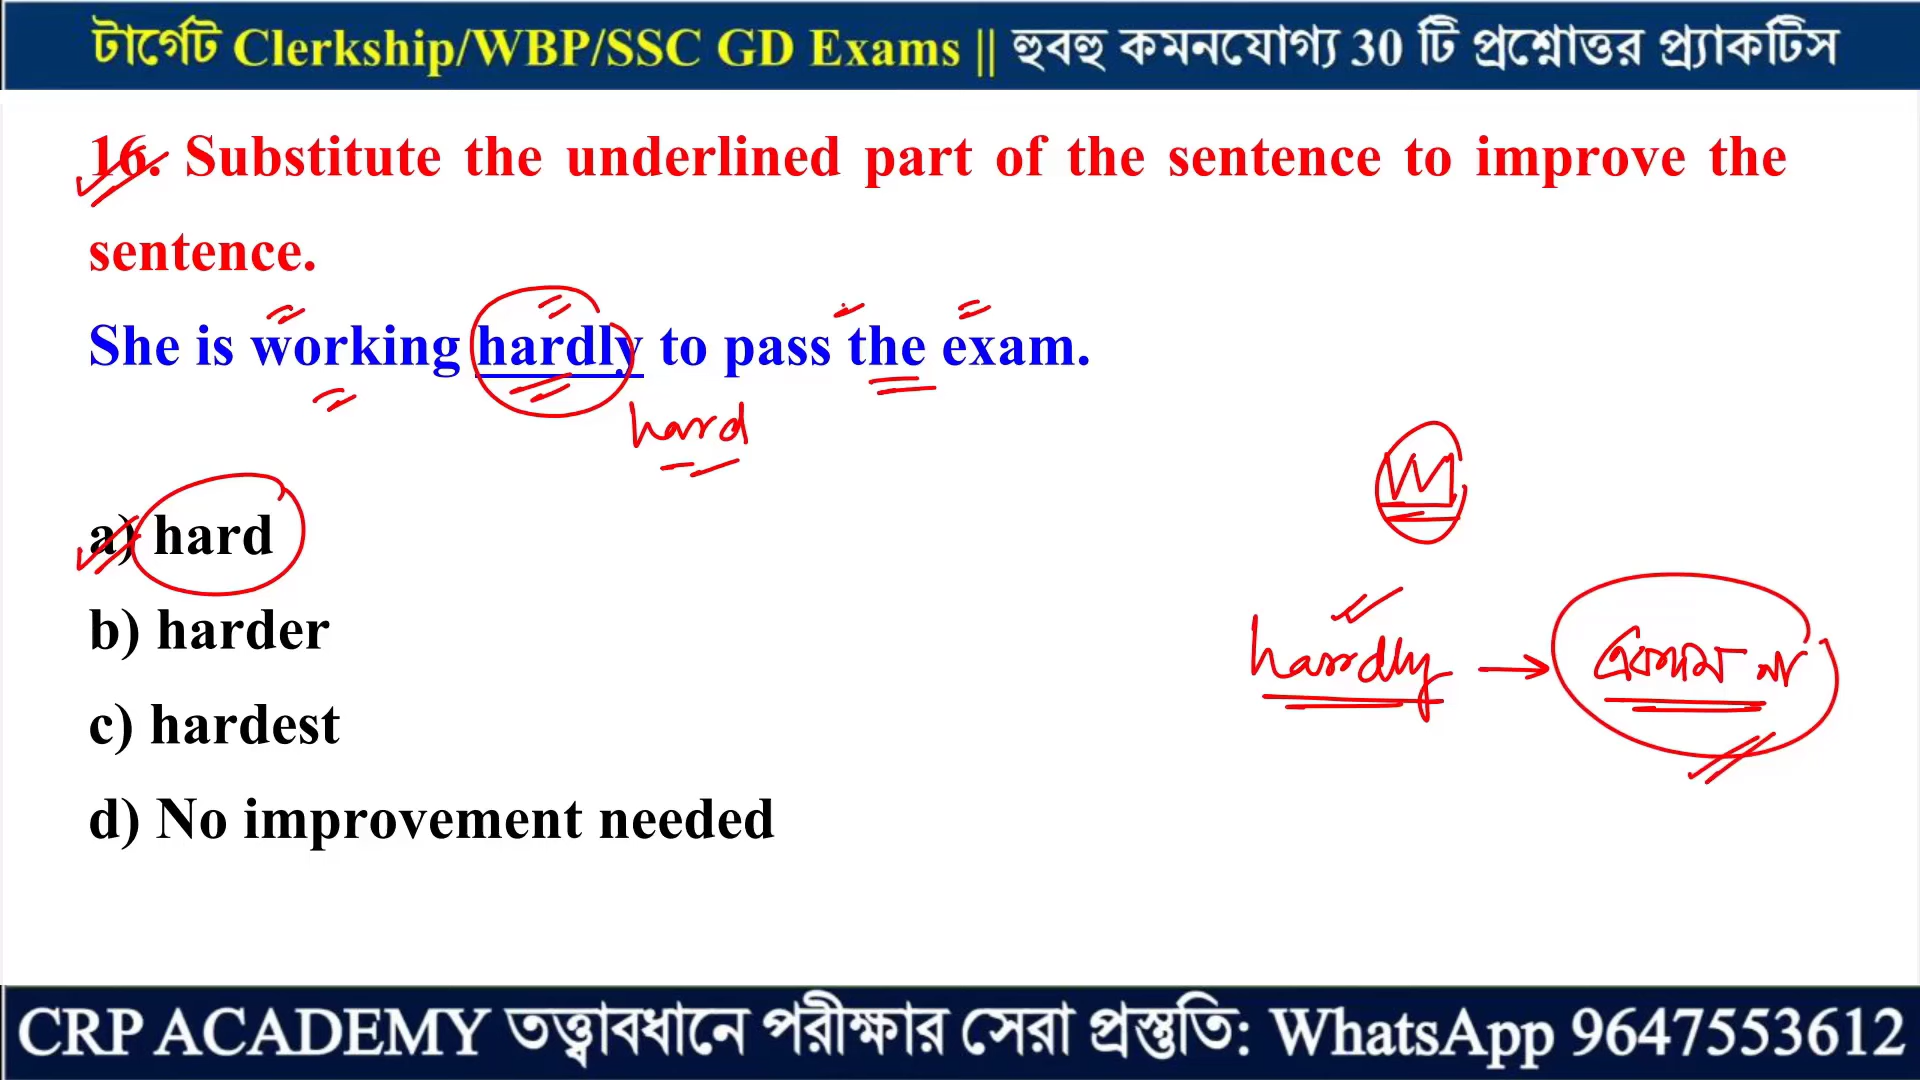 টার্গেট Clerkship/WBP/SSC GD Exams || হুবহু কমনযোগ্য 30 টি প্রশ্নোত্তর প্র্যাকটিস
16. Substitute the underlined part of the sentence to improve the
sentence.
She is working hardly to pass the exam.
hard
a) hard
b) harder
c) hardest
d) No improvement needed
hardly → একদম না
CRP ACADEMY তত্ত্বাবধানে পরীক্ষার সেরা প্রস্তুতি: WhatsApp 9647553612